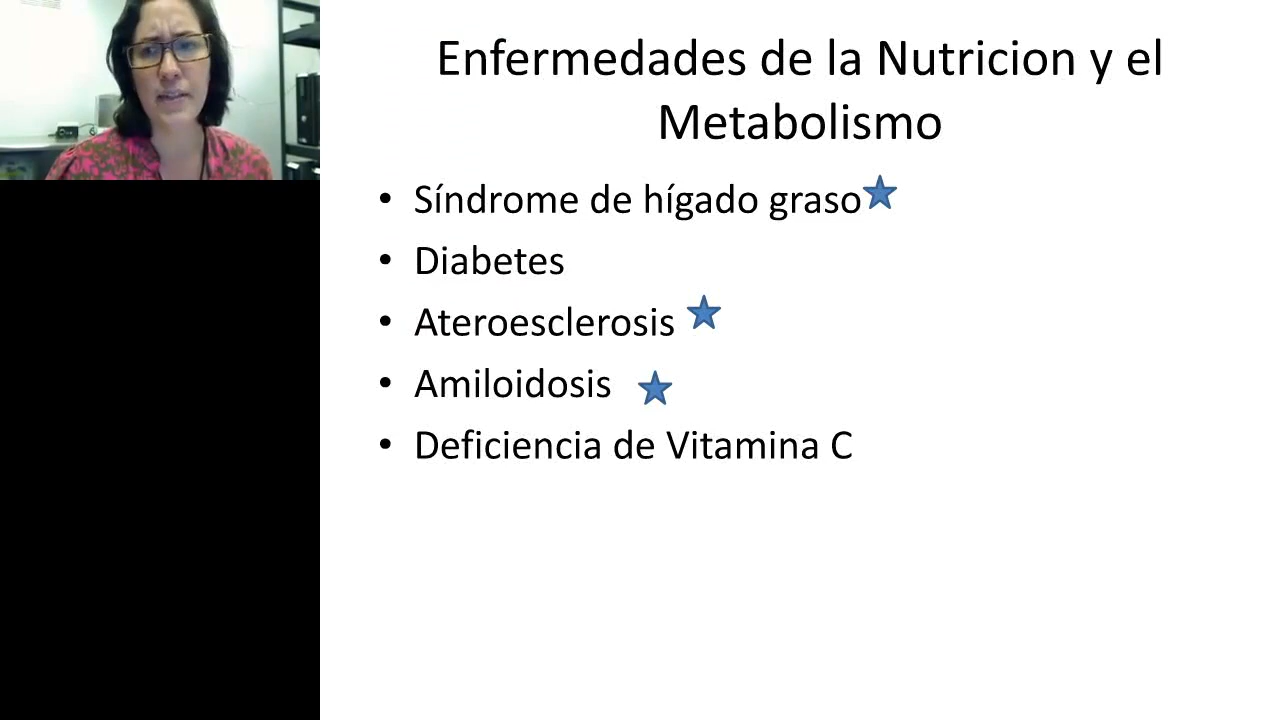 Enfermedades de la Nutricion y el
Metabolismo
• Síndrome de hígado graso
• Diabetes
• Ateroesclerosis
• Amiloidosis
• Deficiencia de Vitamina C